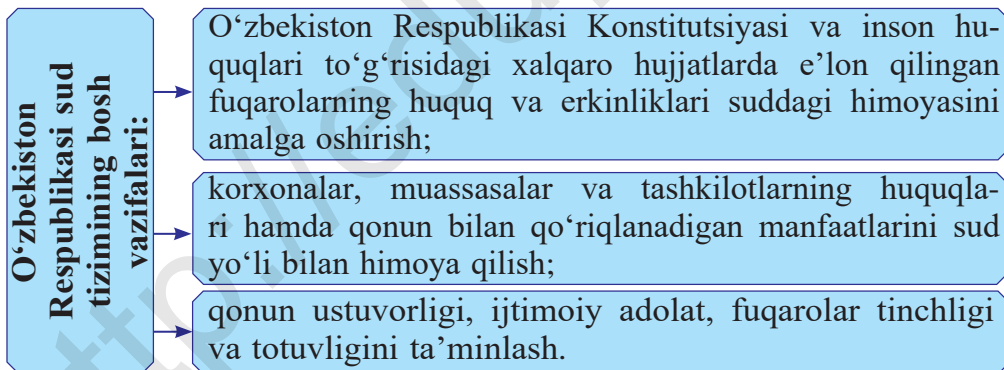 O‘zbekiston
Respublikasi sud
tizimining bosh
vazifalari:
O‘zbekiston Respublikasi Konstitutsiyasi va inson hu-
quqlari to‘g‘risidagi xalqaro hujjatlarda e’lon qilingan
fuqarolarning huquq va erkinliklari suddagi himoyasini
amalga oshirish;
korxonalar, muassasalar va tashkilotlarning huquqla-
ri hamda qonun bilan qo‘riqlanadigan manfaatlarini sud
yo‘li bilan himoya qilish;
qonun ustuvorligi, ijtimoiy adolat, fuqarolar tinchligi
va totuvligini ta’minlash.